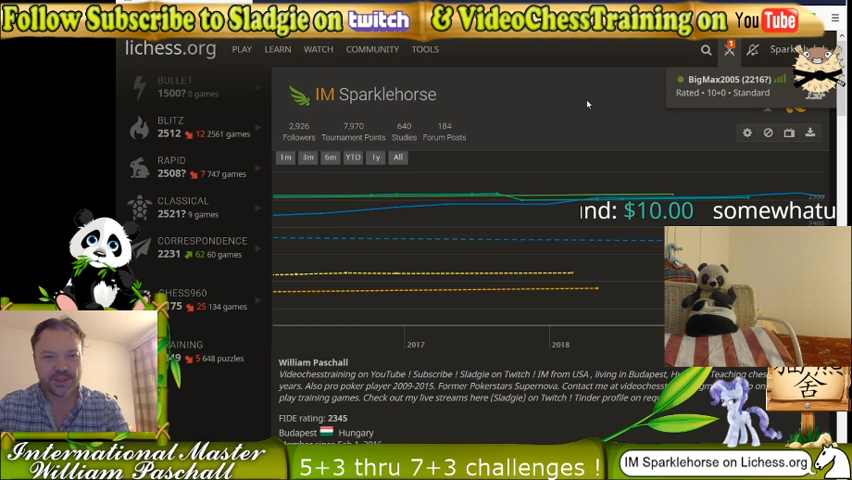 Follow Subscribe to Sladgie on twitch & VideoChessTraining on YouTube
lichess.org PLAY LEARN WATCH COMMUNITY TOOLS
1
BULLET
1500? 0 games
BLITZ
2512 12 2561 games
RAPID
2508? 7 747 games
CLASSICAL
2521? 9 games
CORRESPONDENCE
2231 62 60 games
CHESS960
25 134 games
5 648 puzzles
IM Sparklehorse
2,926 7,970 640 184
Followers Tournament Points Studies Forum Posts
BigMax2005 (2216?)
Rated • 10+0 • Standard
1m 3m 6m YTD 1y All
$10.00 somewhatu
2017 2018
William Paschall
Videochesstraining on YouTube ! Subscribe ! Sladgie on Twitch ! IM from USA , living in Budapest,
years. Also pro poker player 2009-2015. Former Pokerstars Supernova. Contact me at
play training games. Check out my live streams here (Sladgie) on Twitch ! Tinder profile on
FIDE rating: 2345
Budapest Hungary
International Master
William Paschall
5+3 thru 7+3 challenges !
IM Sparklehorse on Lichess.org